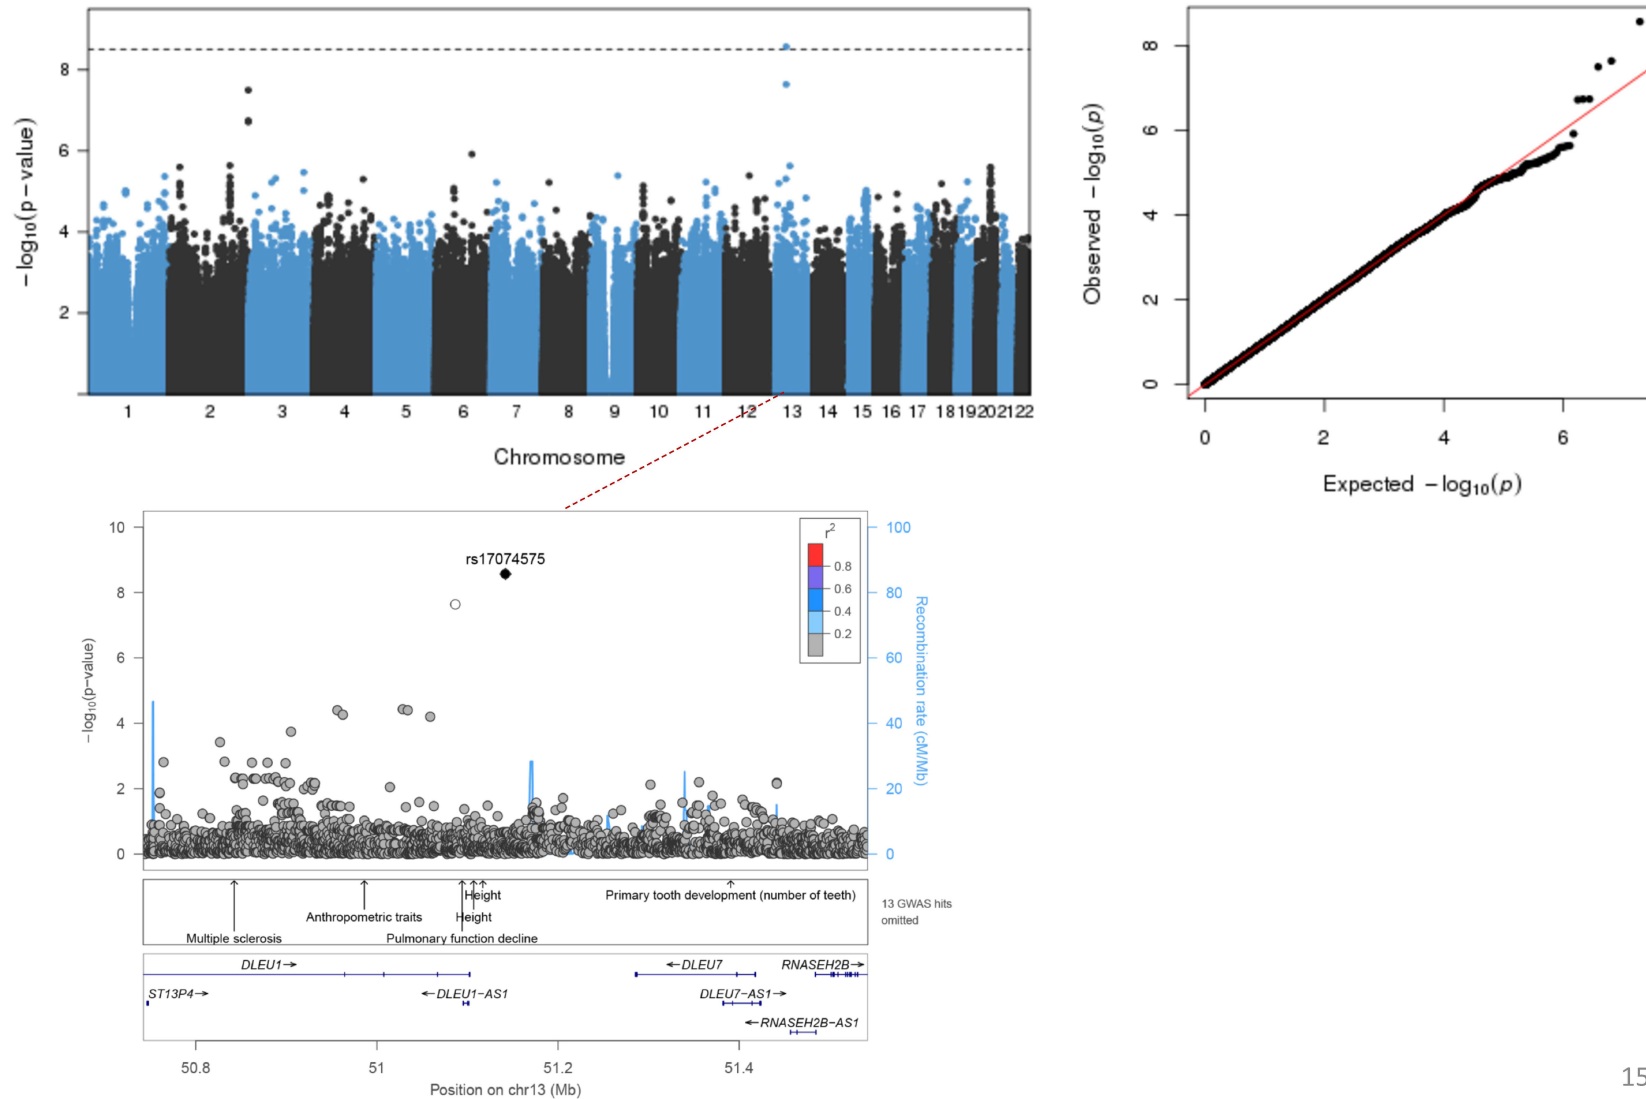 −log10(p−value)
8
6
4
2
1 2 3 4 5 6 7 8 9 10 11 12 13 14 15 16 17 18 19 20 21 22
Chromosome
Observed −log10(p)
8
6
4
2
0
0 2 4 6
Expected −log10(p)
−log10(p−value)
10
8
6
4
2
0
rs17074575
r2
0.8
0.6
0.4
0.2
100
80
60
40
20
0
Recombination rate (cM/Mb)
Height
Primary tooth development (number of teeth)
Anthropometric traits
Height
Multiple sclerosis
Pulmonary function decline
13 GWAS hits
omitted
DLEU1→
←DLEU7
RNASEH2B→
ST13P4→
←DLEU1−AS1
DLEU7−AS1→
←RNASEH2B−AS1
50.8 51 51.2 51.4
Position on chr13 (Mb)
15